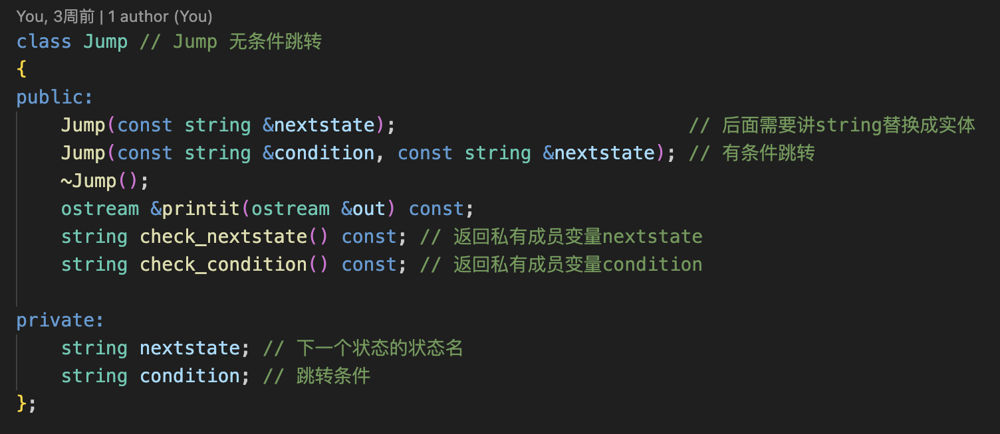 You, 3周前 | 1 author (You)
class Jump // Jump 无条件跳转
{
public:
    Jump(const string &nextstate);                          // 后面需要讲string替换成实体
    Jump(const string &condition, const string &nextstate); // 有条件跳转
    ~Jump();
    ostream &printit(ostream &out) const;
    string check_nextstate() const; // 返回私有成员变量nextstate
    string check_condition() const; // 返回私有成员变量condition
private:
    string nextstate; // 下一个状态的状态名
    string condition; // 跳转条件
};